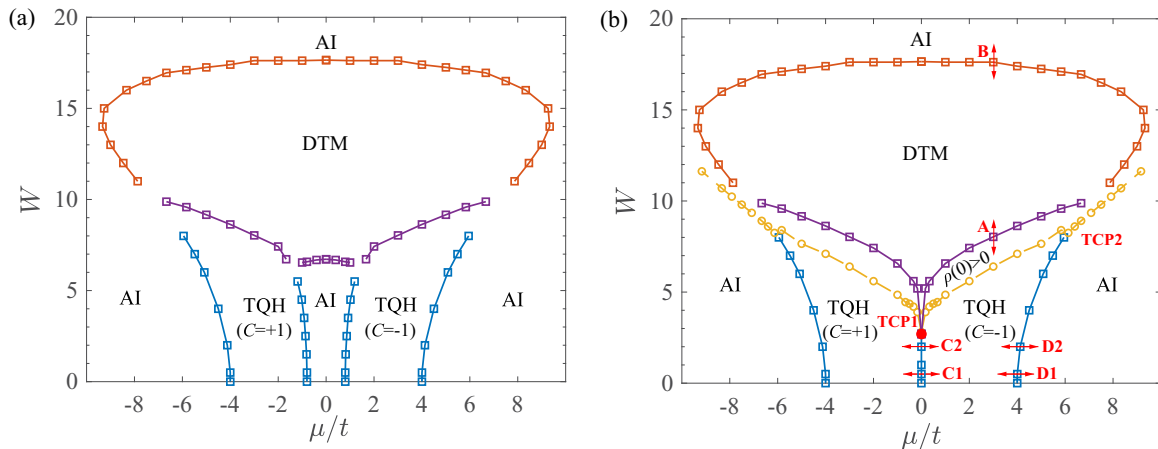 (a)
20
15
10
5
0
W
AI
DTM
AI
TQH
(C=+1)
AI
TQH
(C=-1)
AI
-8
-6
-4
-2
0
2
4
6
8
μ/t
(b)
20
15
10
5
0
W
AI
B
DTM
A
ρ(0)>0
TCP2
AI
TQH
(C=+1)
TCP1
TQH
(C=-1)
AI
C2
D2
C1
D1
-8
-6
-4
-2
0
2
4
6
8
μ/t